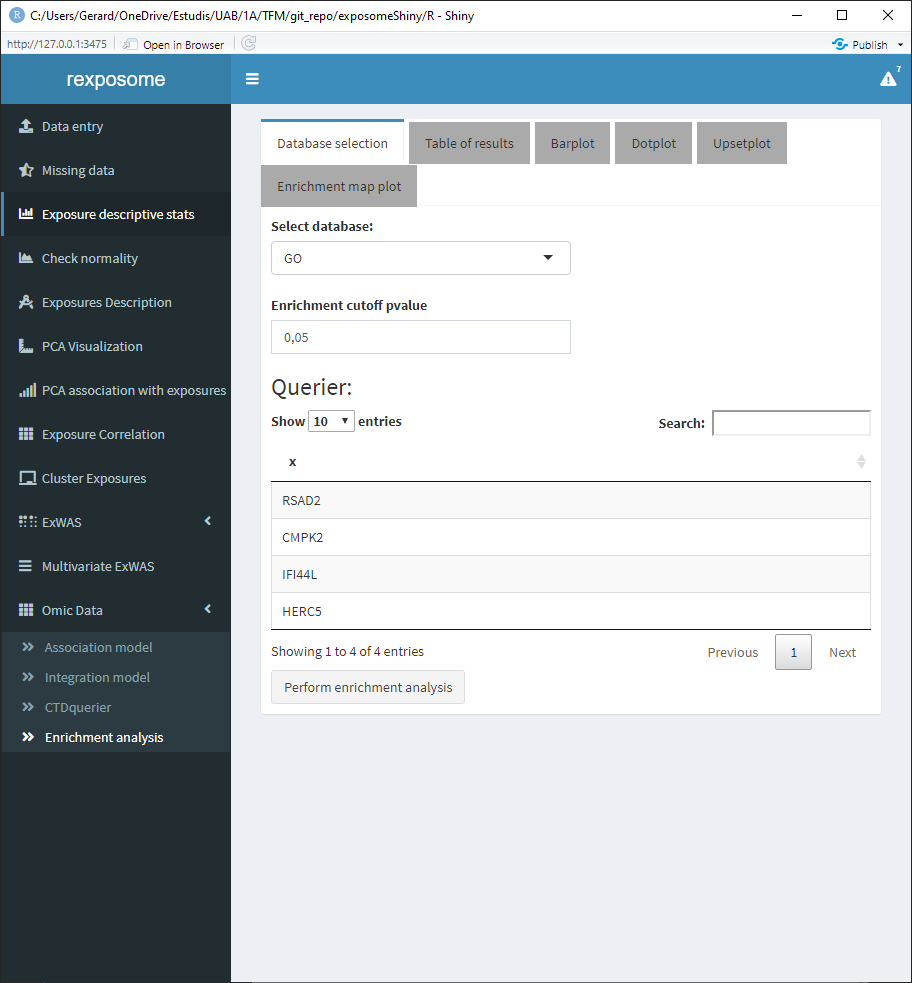 R C:/Users/Gerard/OneDrive/Estudis/UAB/1A/TFM/git_repo/exposomeShiny/R - Shiny
http://127.0.0.1:3475 Open in Browser Publish
rexposome 7
Data entry
Missing data
Exposure descriptive stats
Check normality
Exposures Description
PCA Visualization
PCA association with exposures
Exposure Correlation
Cluster Exposures
ExWAS
Multivariate ExWAS
Omic Data
Association model
Integration model
CTDquerier
Enrichment analysis
Database selection Table of results Barplot Dotplot Upsetplot
Enrichment map plot
Select database:
GO
Enrichment cutoff pvalue
0,05
Querier:
Show 10 entries Search:
x
RSAD2
CMPK2
IFI44L
HERC5
Showing 1 to 4 of 4 entries Previous 1 Next
Perform enrichment analysis